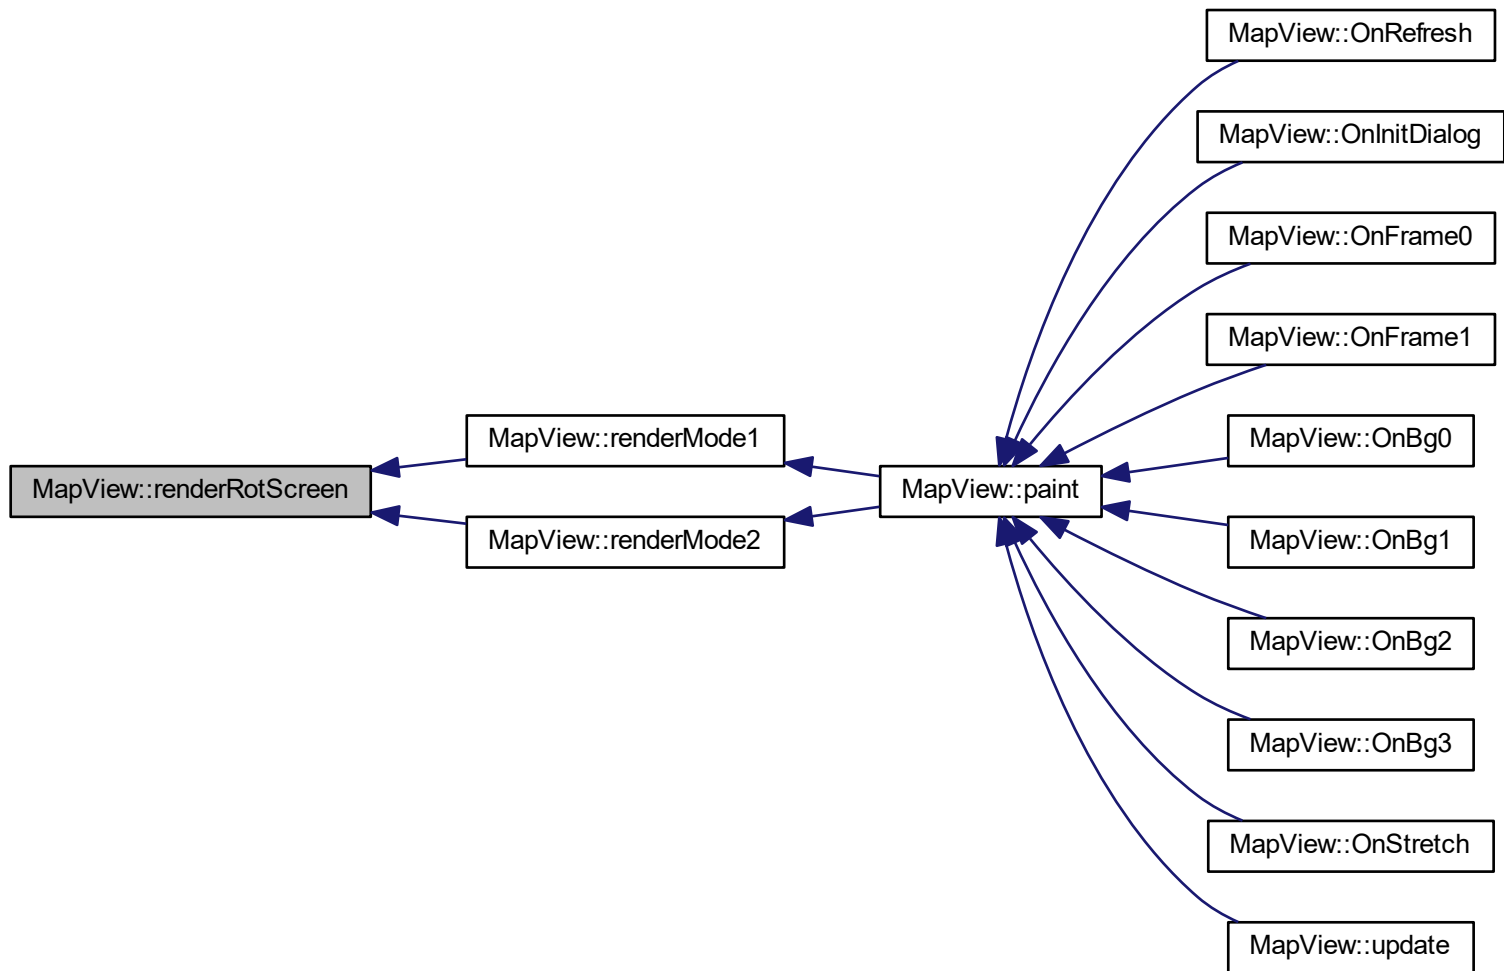 MapView::OnRefresh
MapView::OnInitDialog
MapView::OnFrame0
MapView::OnFrame1
MapView::renderMode1
MapView::OnBg0
MapView::renderRotScreen
MapView::paint
MapView::renderMode2
MapView::OnBg1
MapView::OnBg2
MapView::OnBg3
MapView::OnStretch
MapView::update